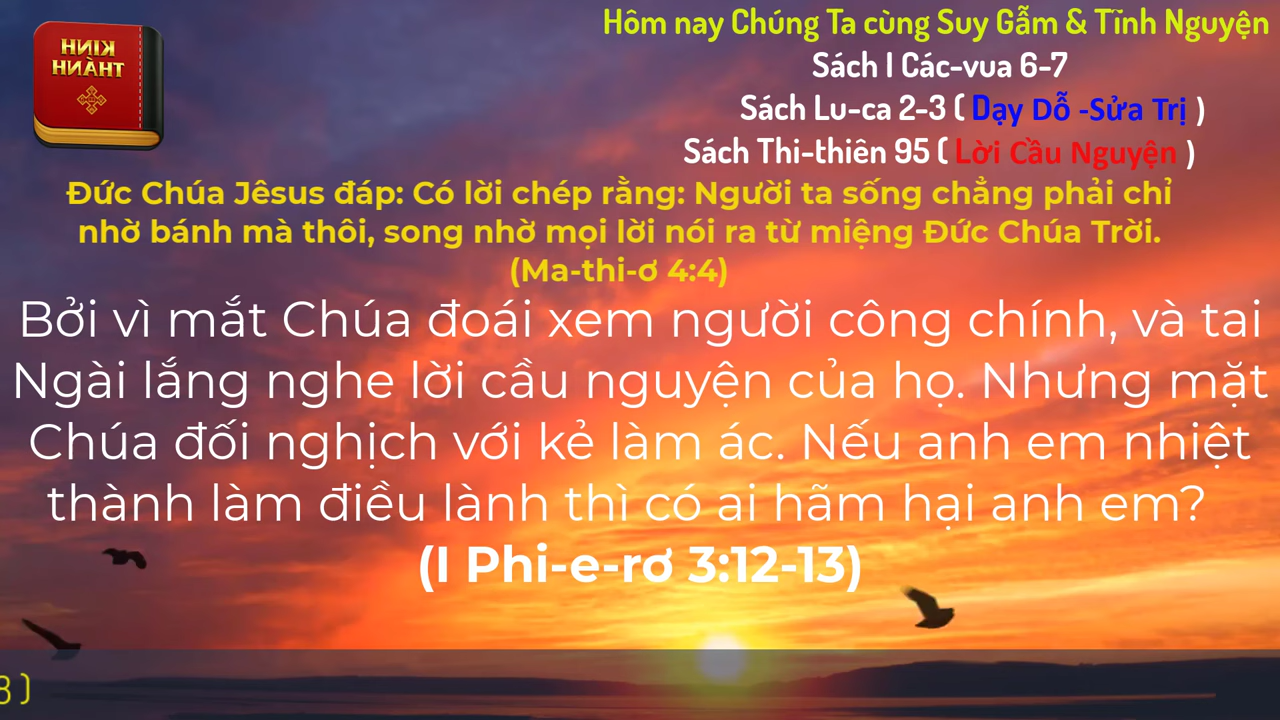 KINH
THÁNH
Hôm nay Chúng Ta cùng Suy Gẫm & Tĩnh Nguyện
Sách I Các-vua 6-7
Sách Lu-ca 2-3 ( Dạy Dỗ -Sửa Trị )
Sách Thi-thiên 95 ( Lời Cầu Nguyện )
Đức Chúa Jêsus đáp: Có lời chép rằng: Người ta sống chẳng phải chỉ
nhờ bánh mà thôi, song nhờ mọi lời nói ra từ miệng Đức Chúa Trời.
(Ma-thi-ơ 4:4)
Bởi vì mắt Chúa đoái xem người công chính, và tai
Ngài lắng nghe lời cầu nguyện của họ. Nhưng mặt
Chúa đối nghịch với kẻ làm ác. Nếu anh em nhiệt
thành làm điều lành thì có ai hãm hại anh em?
(I Phi-e-rơ 3:12-13)
8 )